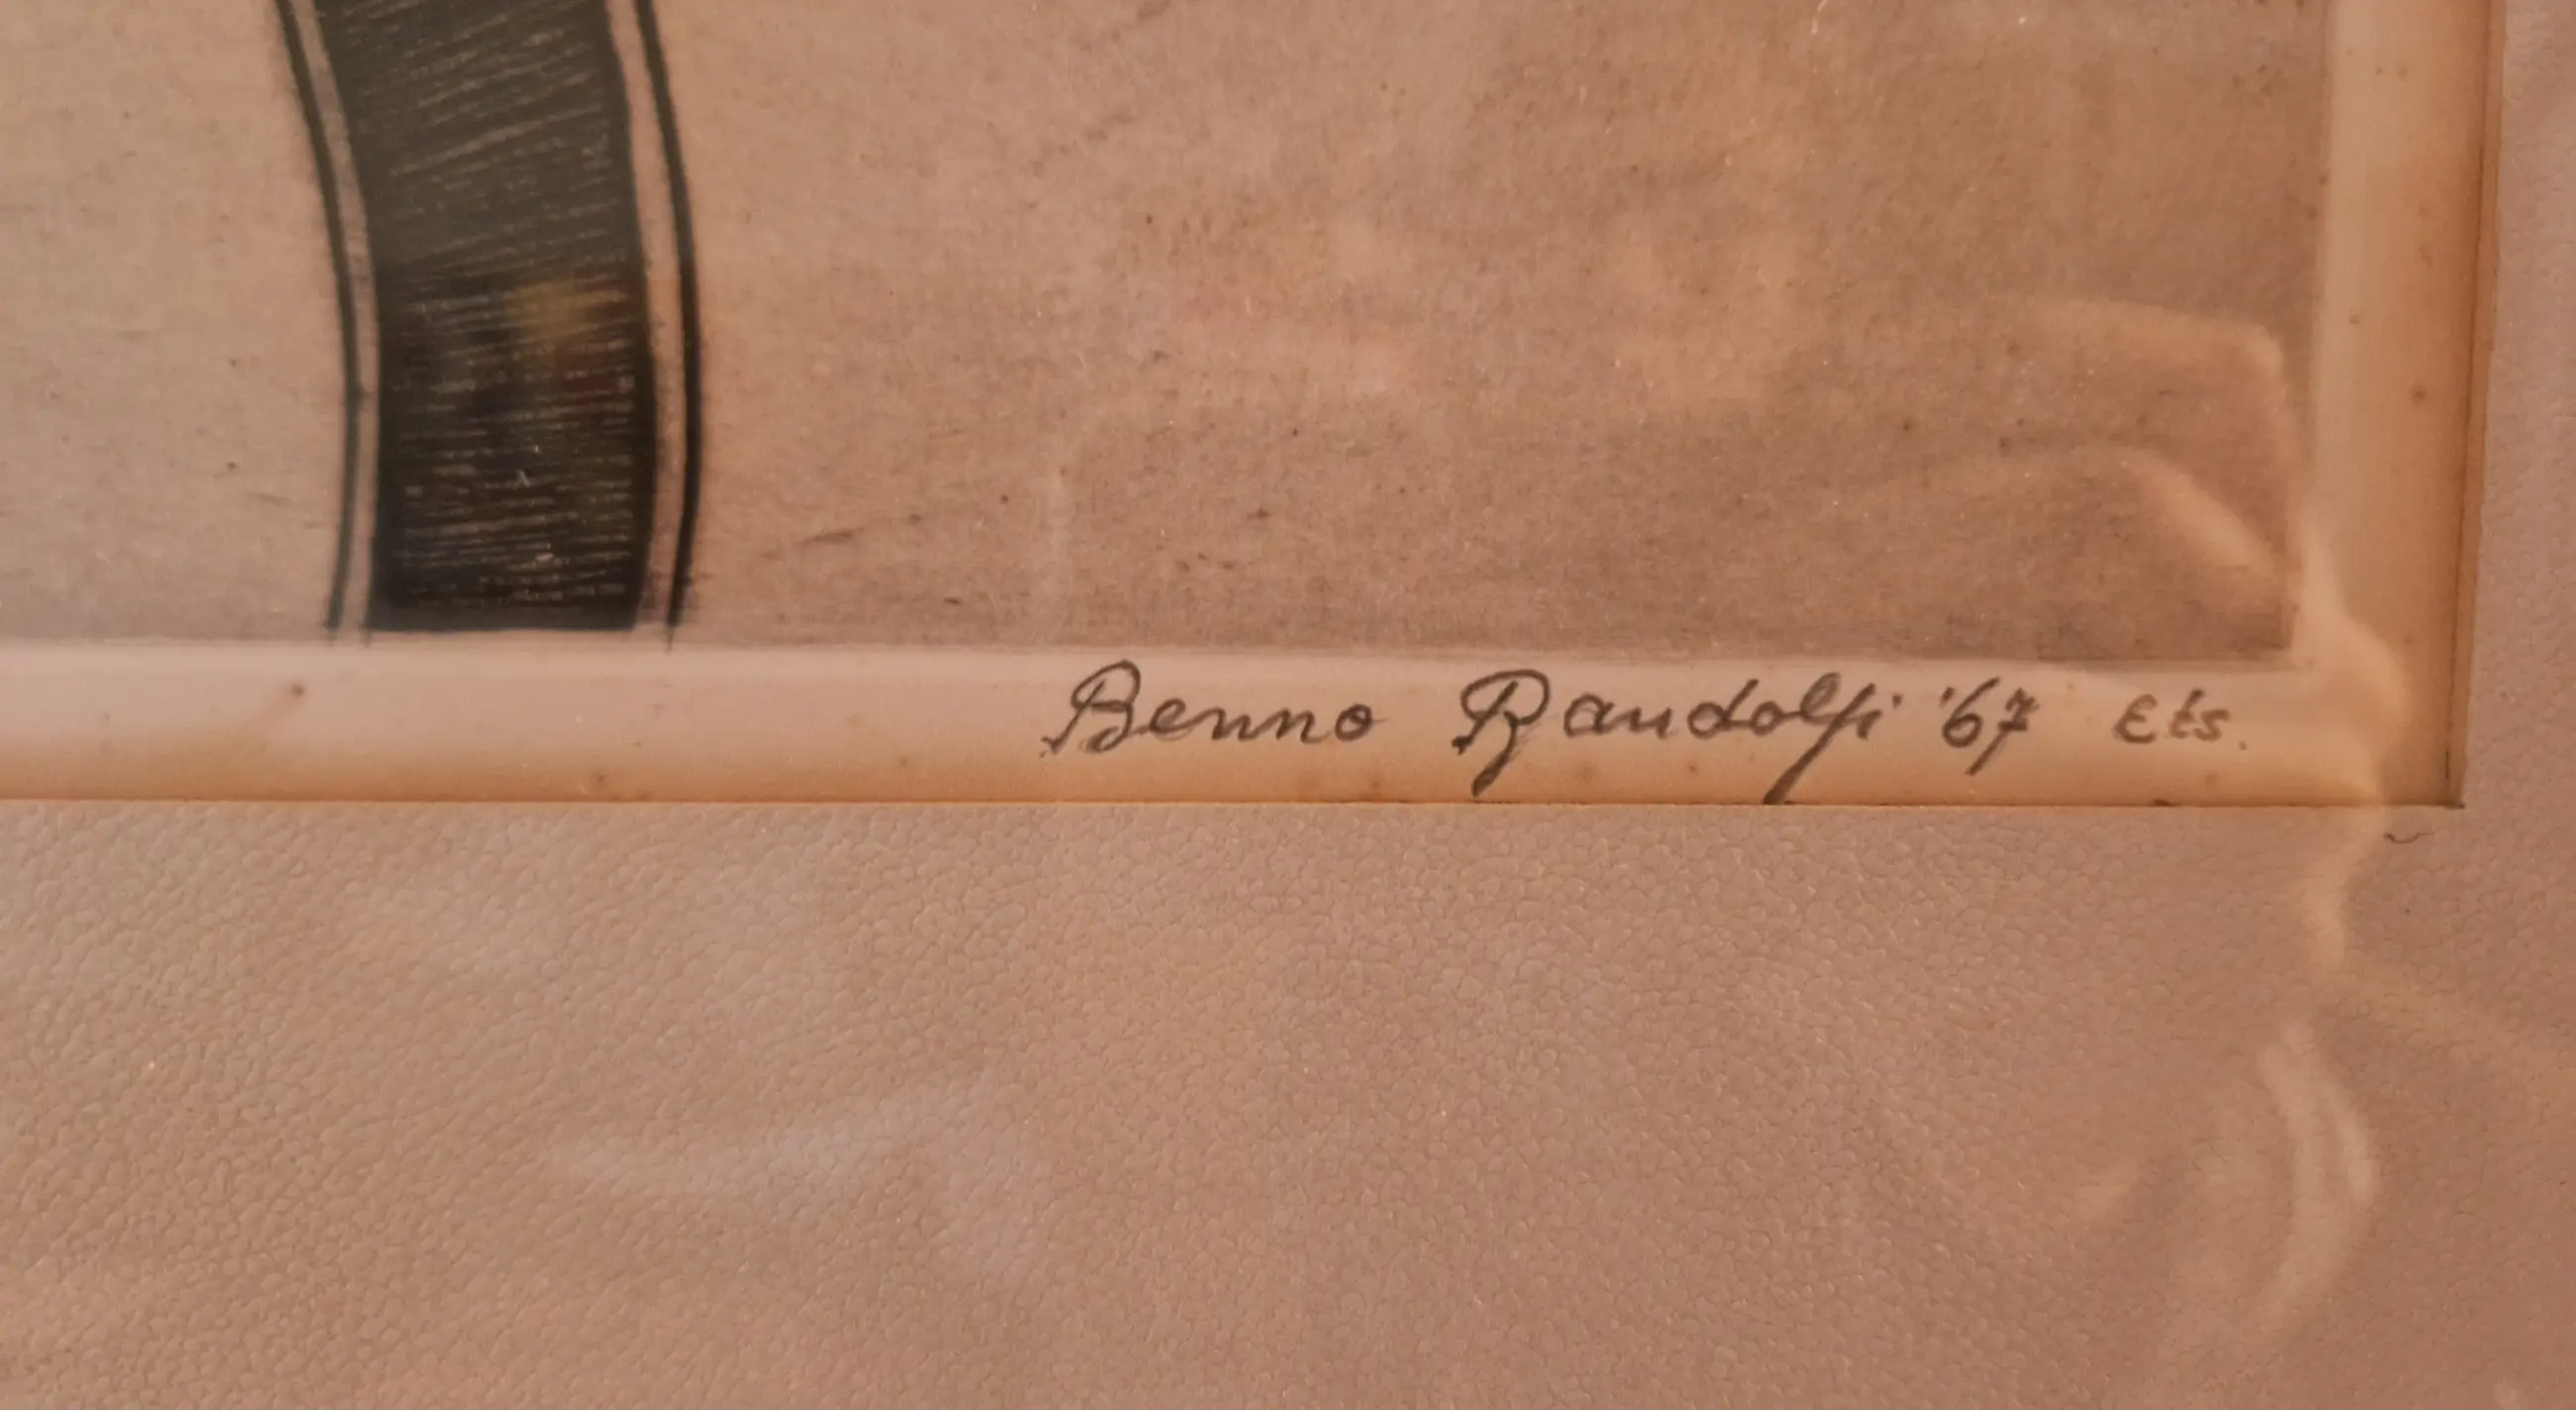 Benno Randolfi '67 Ets.